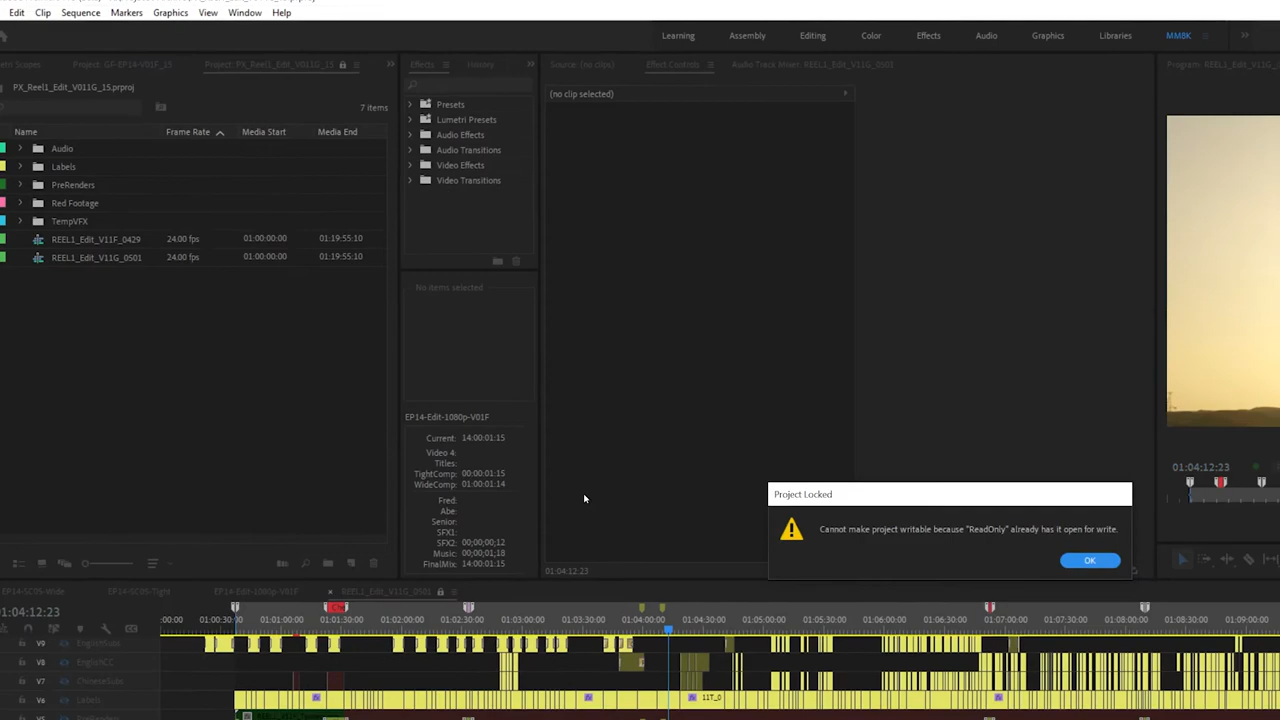 Edit Clip Sequence Markers Graphics View Window Help
Learning Assembly Editing Color Effects Audio Graphics Libraries MM8K
Project: GF-EP14-V01F_15 Project: PX_Reel1_Edit_V011G_15
PX_Reel1_Edit_V011G_15.prproj
7 items
Name Frame Rate Media Start Media End
Audio
Labels
PreRenders
Red Footage
TempVFX
REEL1_Edit_V11F_0429 24.00 fps 01:00:00:00 01:19:55:10
REEL1_Edit_V11G_0501 24.00 fps 01:00:00:00 01:19:55:10
Effects History
Presets
Lumetri Presets
Audio Effects
Audio Transitions
Video Effects
Video Transitions
No items selected
EP14-Edit-1080p-V01F
Current: 14:00:01:15
Video 4:
Titles:
TightComp: 00:00:01:15
WideComp: 01:00:01:14
Fred:
Abe:
Senior:
SFX1:
SFX2: 00;00;00;12
Music: 00;00;01;18
FinalMix: 14:00:01:15
Source: (no clips) Effect Controls Audio Track Mixer: REEL1_Edit_V11G_0501
(no clip selected)
01:04:12:23
01:04:12:23
Project Locked
Cannot make project writable because "ReadOnly" already has it open for write.
OK
EP14-SC05-Wide EP14-SC05-Tight EP14-Edit-1080p-V01F × REEL1_Edit_V11G_0501
01:04:12:23
:00:00 01:00:30:00 01:01:00:00 01:01:30:00 01:02:00:00 01:02:30:00 01:03:00:00 01:03:30:00 01:04:00:00 01:04:30:00 01:05:00:00 01:05:30:00 01:06:00:00 01:06:30:00 01:07:00:00 01:07:30:00 01:08:00:00 01:08:30:00 01:09:00:00
V9 EnglishSubs
V8 EnglishCC
V7 ChineseSubs
V6 Labels
11T_0